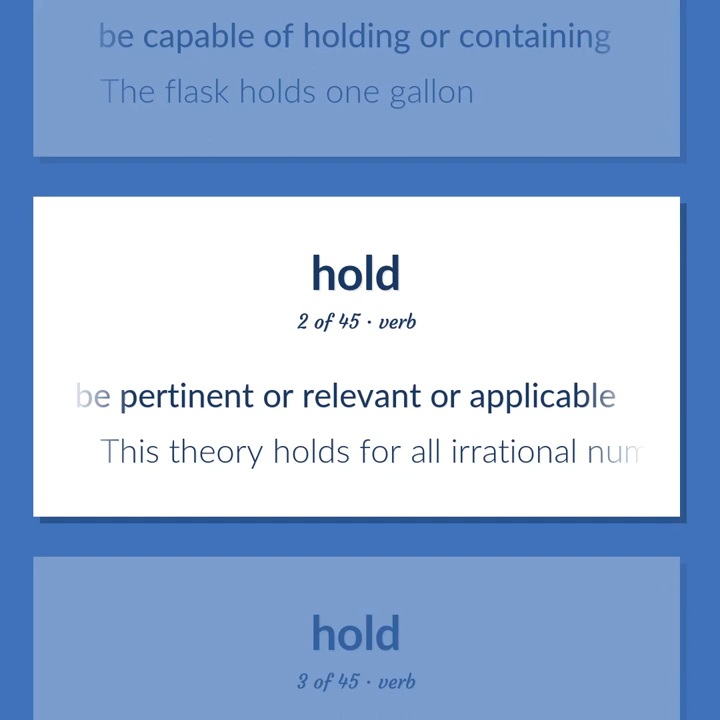 be capable of holding or containing
The flask holds one gallon
hold
2 of 45 · verb
be pertinent or relevant or applicable
This theory holds for all irrational num
hold
3 of 45 · verb